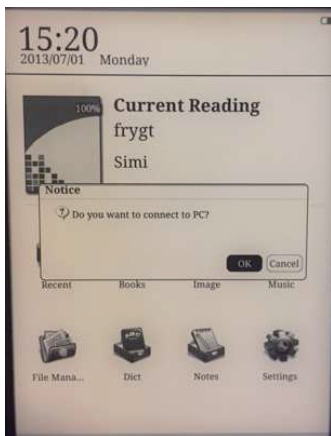 15:20
2013/07/01 Monday
100%
Current Reading
frygt
Simi
Notice
Do you want to connect to PC?
OK Cancel
Recent Books Image Music
File Mana... Dict Notes Settings